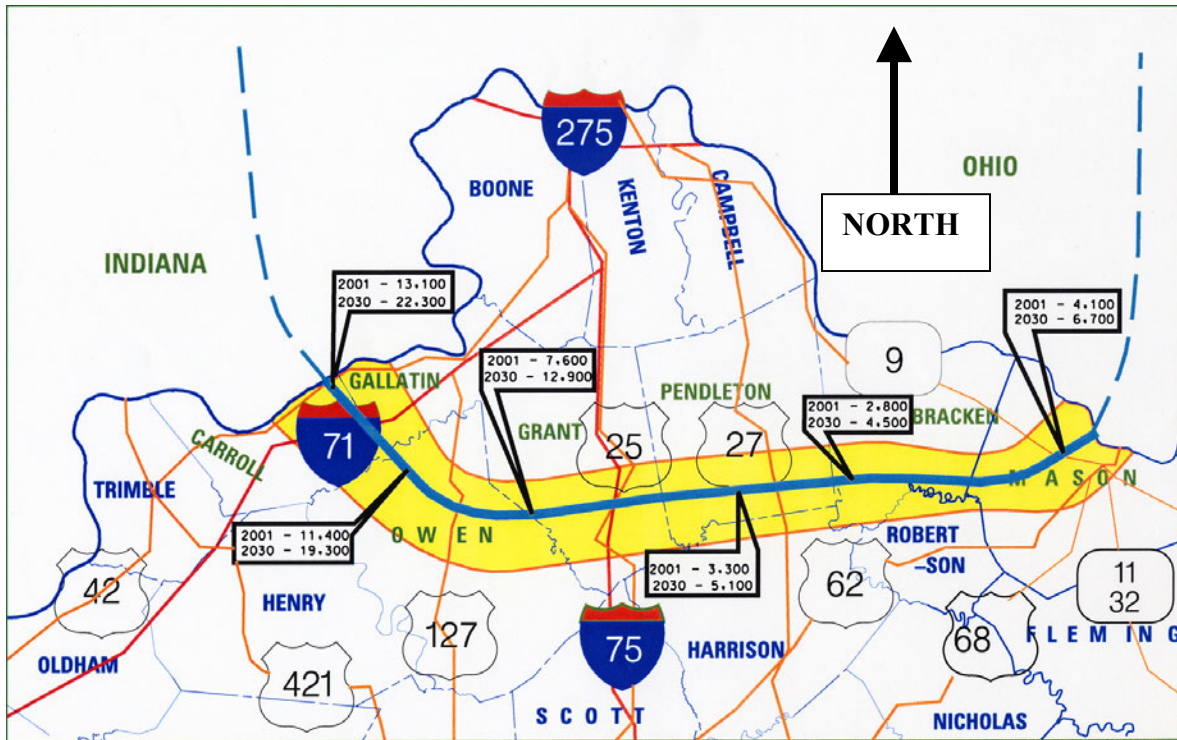 275
OHIO
BOONE
KENTON
CAMPBELL
NORTH
INDIANA
2001 - 13.100
2030 - 22.300
2001 - 4.100
2030 - 6.700
2001 - 7.600
2030 - 12.900
9
GALLATIN
PENDLETON
2001 - 2.800
2030 - 4.500
BRACKEN
71
GRANT
25
27
CARROLL
TRIMBLE
MASON
2001 - 11.400
2030 - 19.300
OWEN
ROBERT
-SON
2001 - 3.300
2030 - 5.100
42
HENRY
127
62
11
32
75
HARRISON
68
FLEMING
OLDHAM
421
SCOTT
NICHOLAS